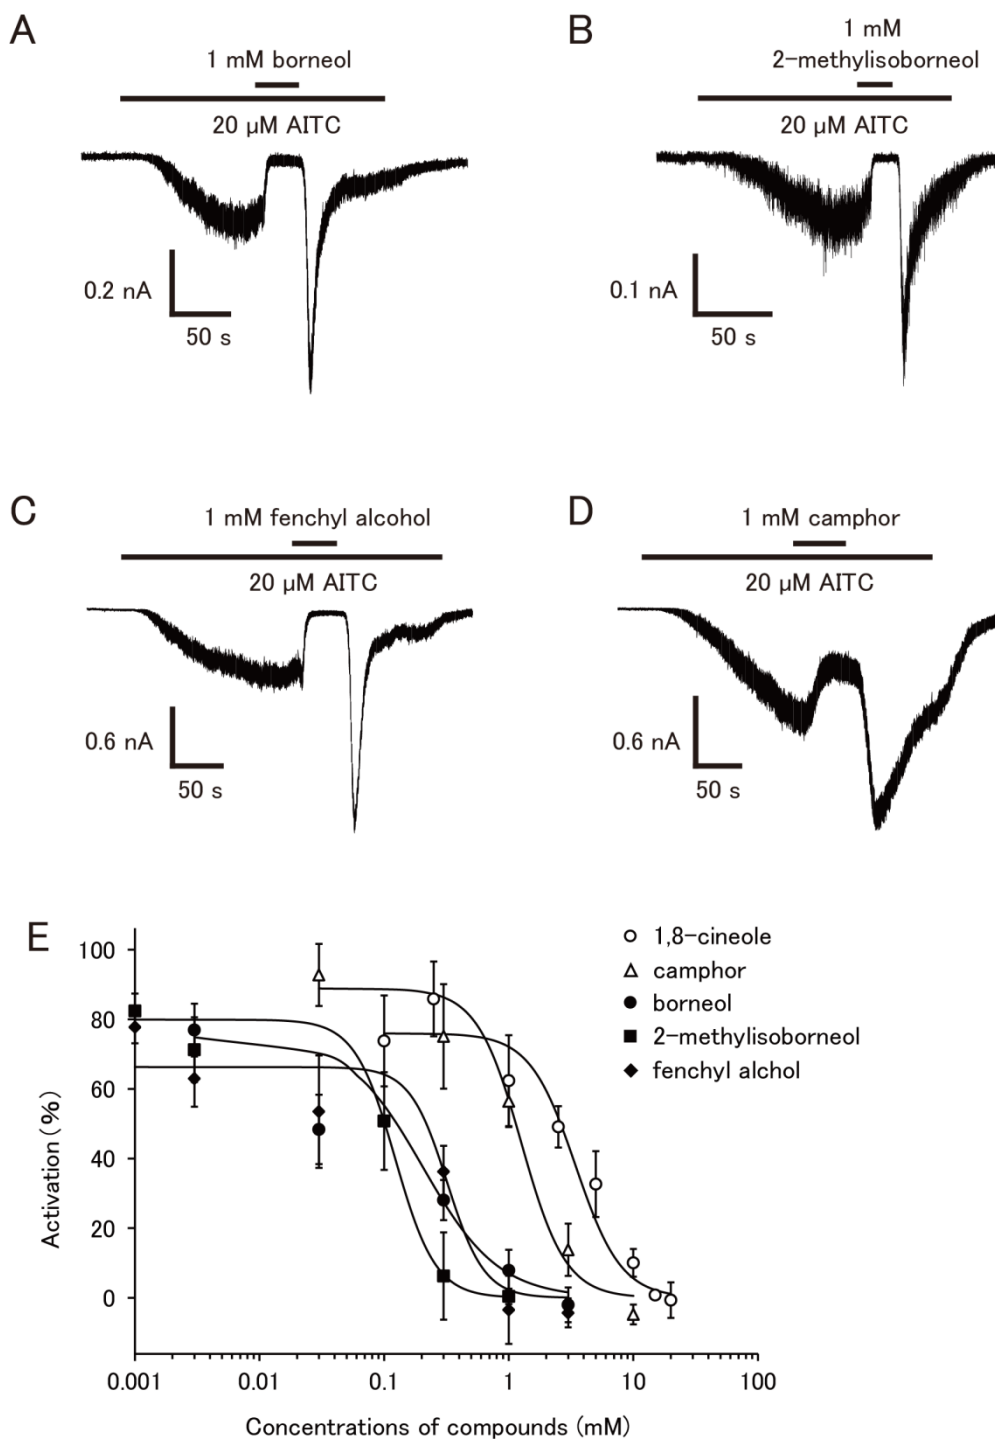 A
1 mM borneol
20 μM AITC
0.2 nA
50 s
B
1 mM
2-methylisoborneol
20 μM AITC
0.1 nA
50 s
C
1 mM fenchyl alcohol
20 μM AITC
0.6 nA
50 s
D
1 mM camphor
20 μM AITC
0.6 nA
50 s
E
1,8-cineole
camphor
borneol
2-methylisoborneol
fenchyl alchol
Activation (%)
100
80
60
40
20
0
0.001
0.01
0.1
1
10
100
Concentrations of compounds (mM)